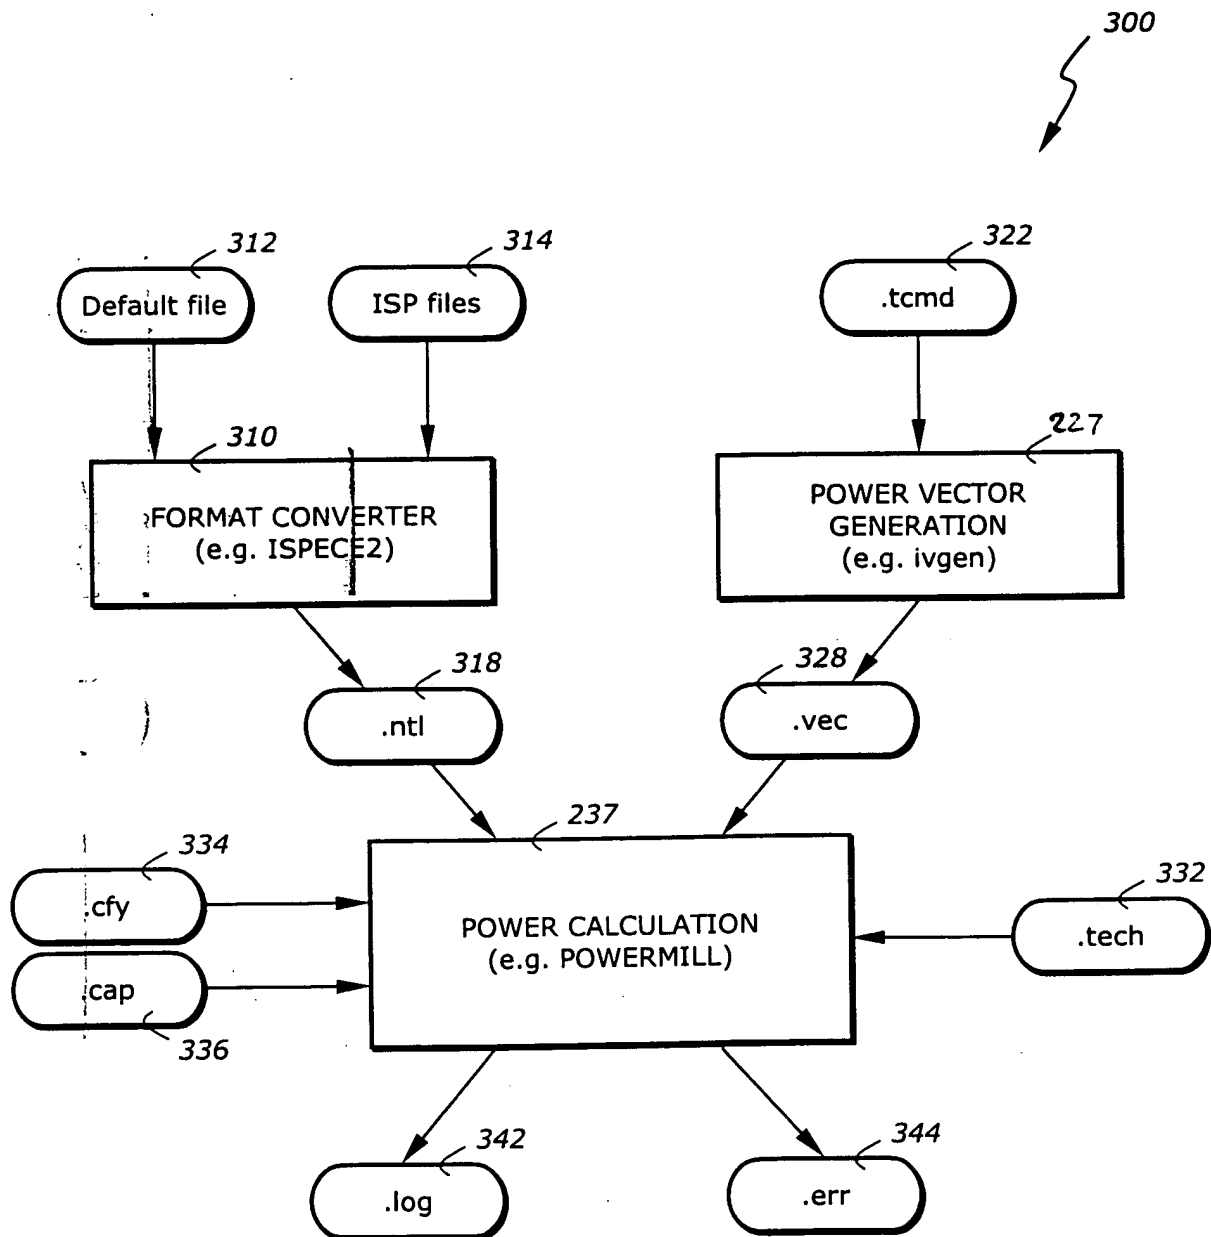 300
312
314
322
Default file
ISP files
.tcmd
310
227
FORMAT CONVERTER
(e.g. ISPECE2)
POWER VECTOR
GENERATION
(e.g. ivgen)
318
328
.ntl
.vec
237
334
332
.cfy
POWER CALCULATION
(e.g. POWERMILL)
.tech
.cap
336
342
344
.log
.err